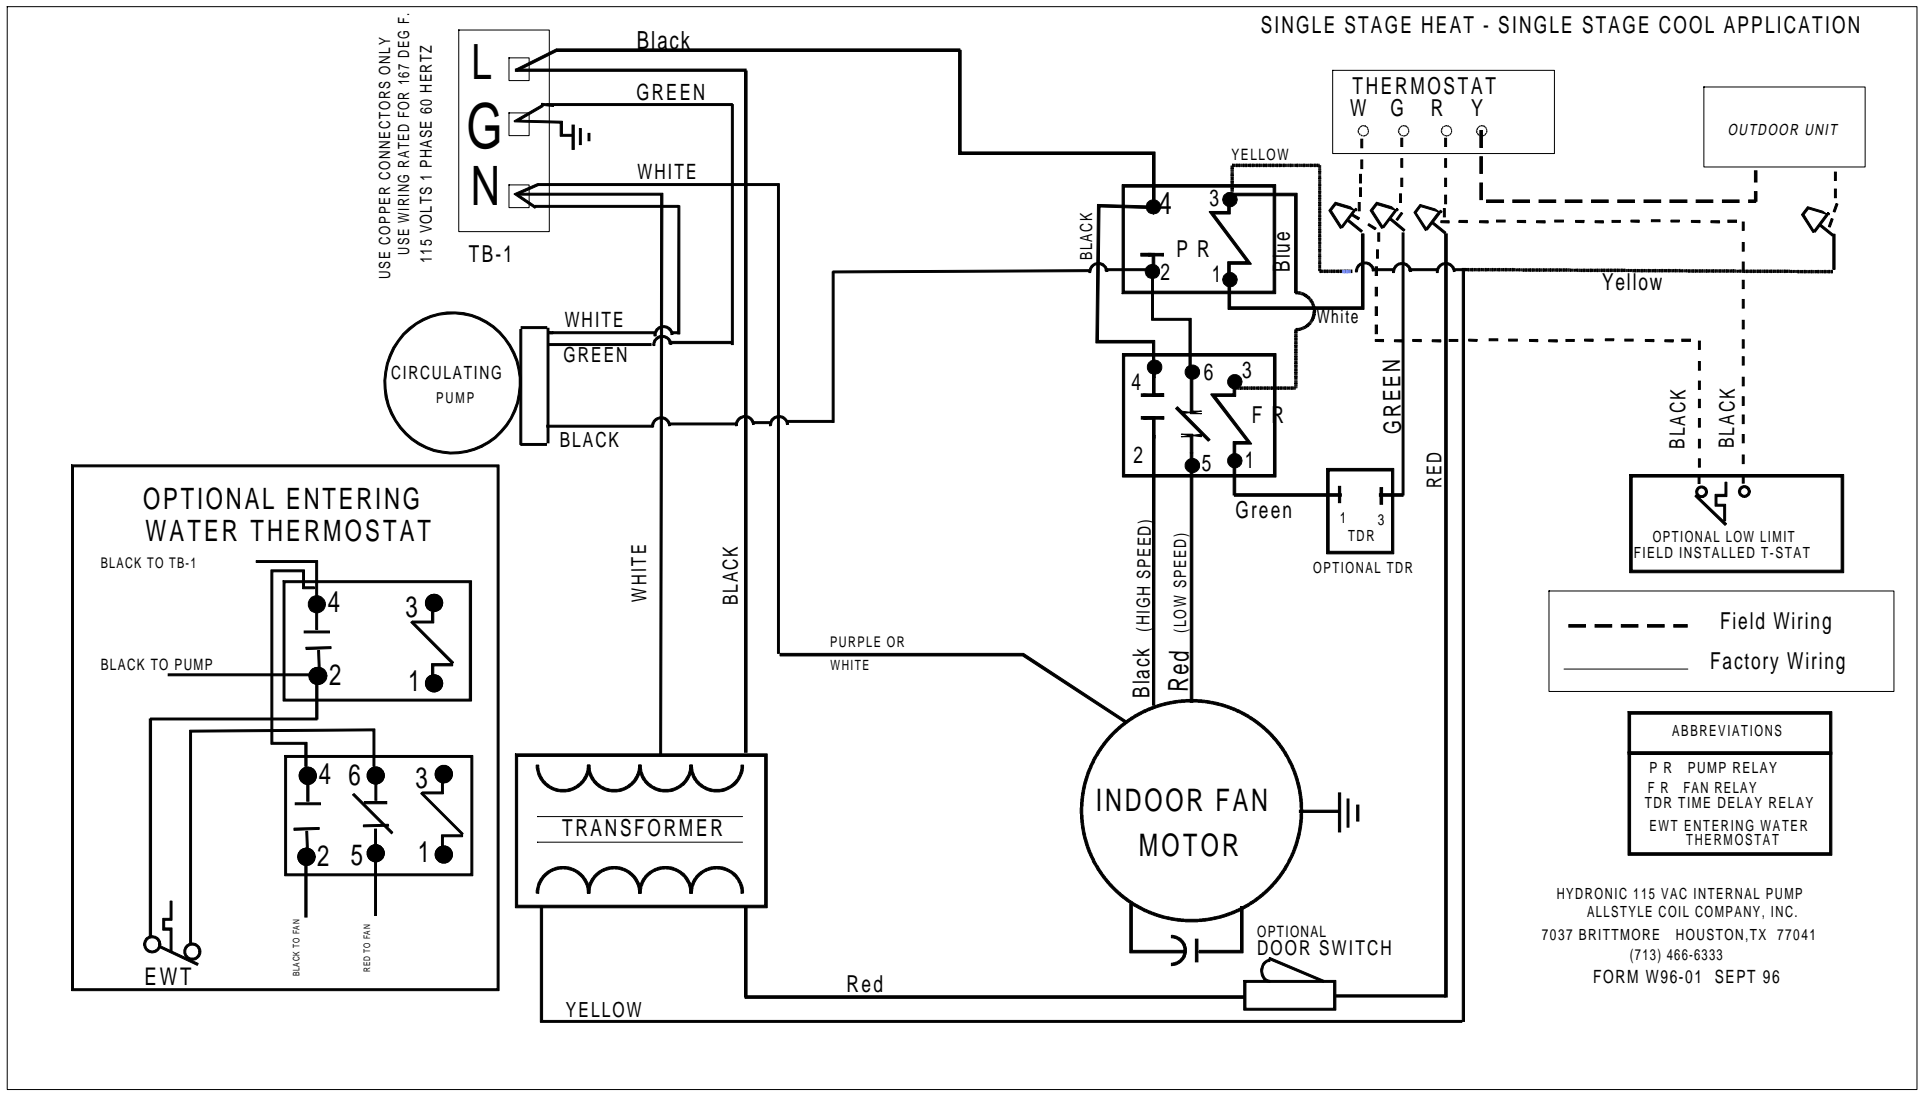 SINGLE STAGE HEAT - SINGLE STAGE COOL APPLICATION
USE COPPER CONNECTORS ONLY
USE WIRING RATED FOR 167 DEG F.
115 VOLTS 1 PHASE 60 HERTZ
L
G
N
TB-1
Black
GREEN
WHITE
THERMOSTAT
W G R Y
OUTDOOR UNIT
YELLOW
BLACK
4
3
P R
2
1
Blue
White
Yellow
WHITE
GREEN
CIRCULATING
PUMP
BLACK
4
6
3
F R
2
5
1
GREEN
RED
BLACK
BLACK
Green
1
3
TDR
OPTIONAL TDR
OPTIONAL LOW LIMIT
FIELD INSTALLED T-STAT
WHITE
BLACK
Black (HIGH SPEED)
Red (LOW SPEED)
PURPLE OR
WHITE
OPTIONAL ENTERING
WATER THERMOSTAT
BLACK TO TB-1
4
3
BLACK TO PUMP
2
1
4
6
3
2
5
1
BLACK TO FAN
RED TO FAN
EWT
TRANSFORMER
INDOOR FAN
MOTOR
OPTIONAL
DOOR SWITCH
Red
YELLOW
Field Wiring
Factory Wiring
ABBREVIATIONS
P R PUMP RELAY
F R FAN RELAY
TDR TIME DELAY RELAY
EWT ENTERING WATER
THERMOSTAT
HYDRONIC 115 VAC INTERNAL PUMP
ALLSTYLE COIL COMPANY, INC.
7037 BRITTMORE HOUSTON,TX 77041
(713) 466-6333
FORM W96-01 SEPT 96